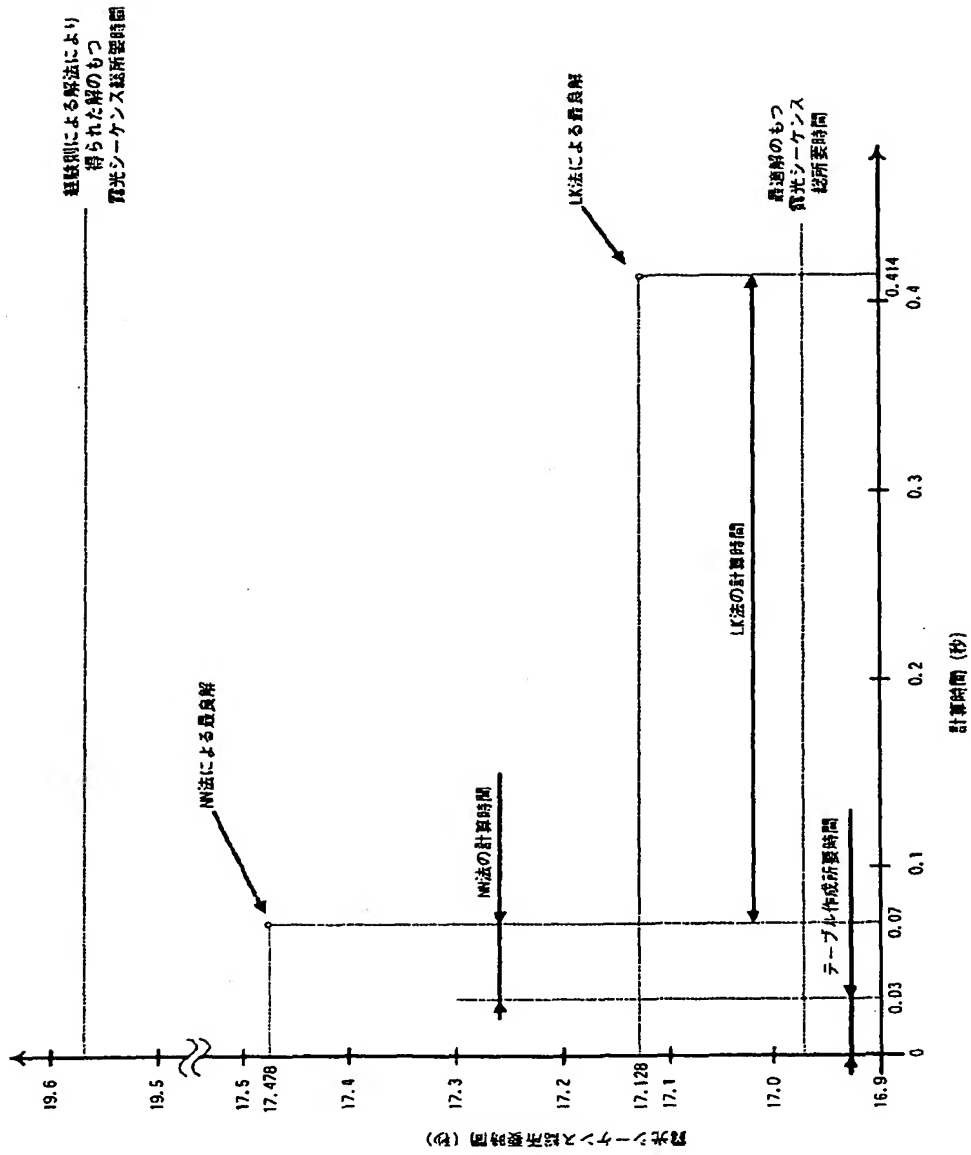 経験則による解法により
得られた解のもつ
露光シーケンス総所要時間
LK法による最良解
最適解のもつ
露光シーケンス
総所要時間
NN法による最良解
LK法の計算時間
NN法の計算時間
テーブル作成所要時間
露光シーケンス総所要時間 (秒)
19.6
19.5
17.5
17.478
17.4
17.3
17.2
17.128
17.1
17.0
16.9
0
0.03
0.07
0.1
0.2
0.3
0.4
0.414
計算時間 (秒)